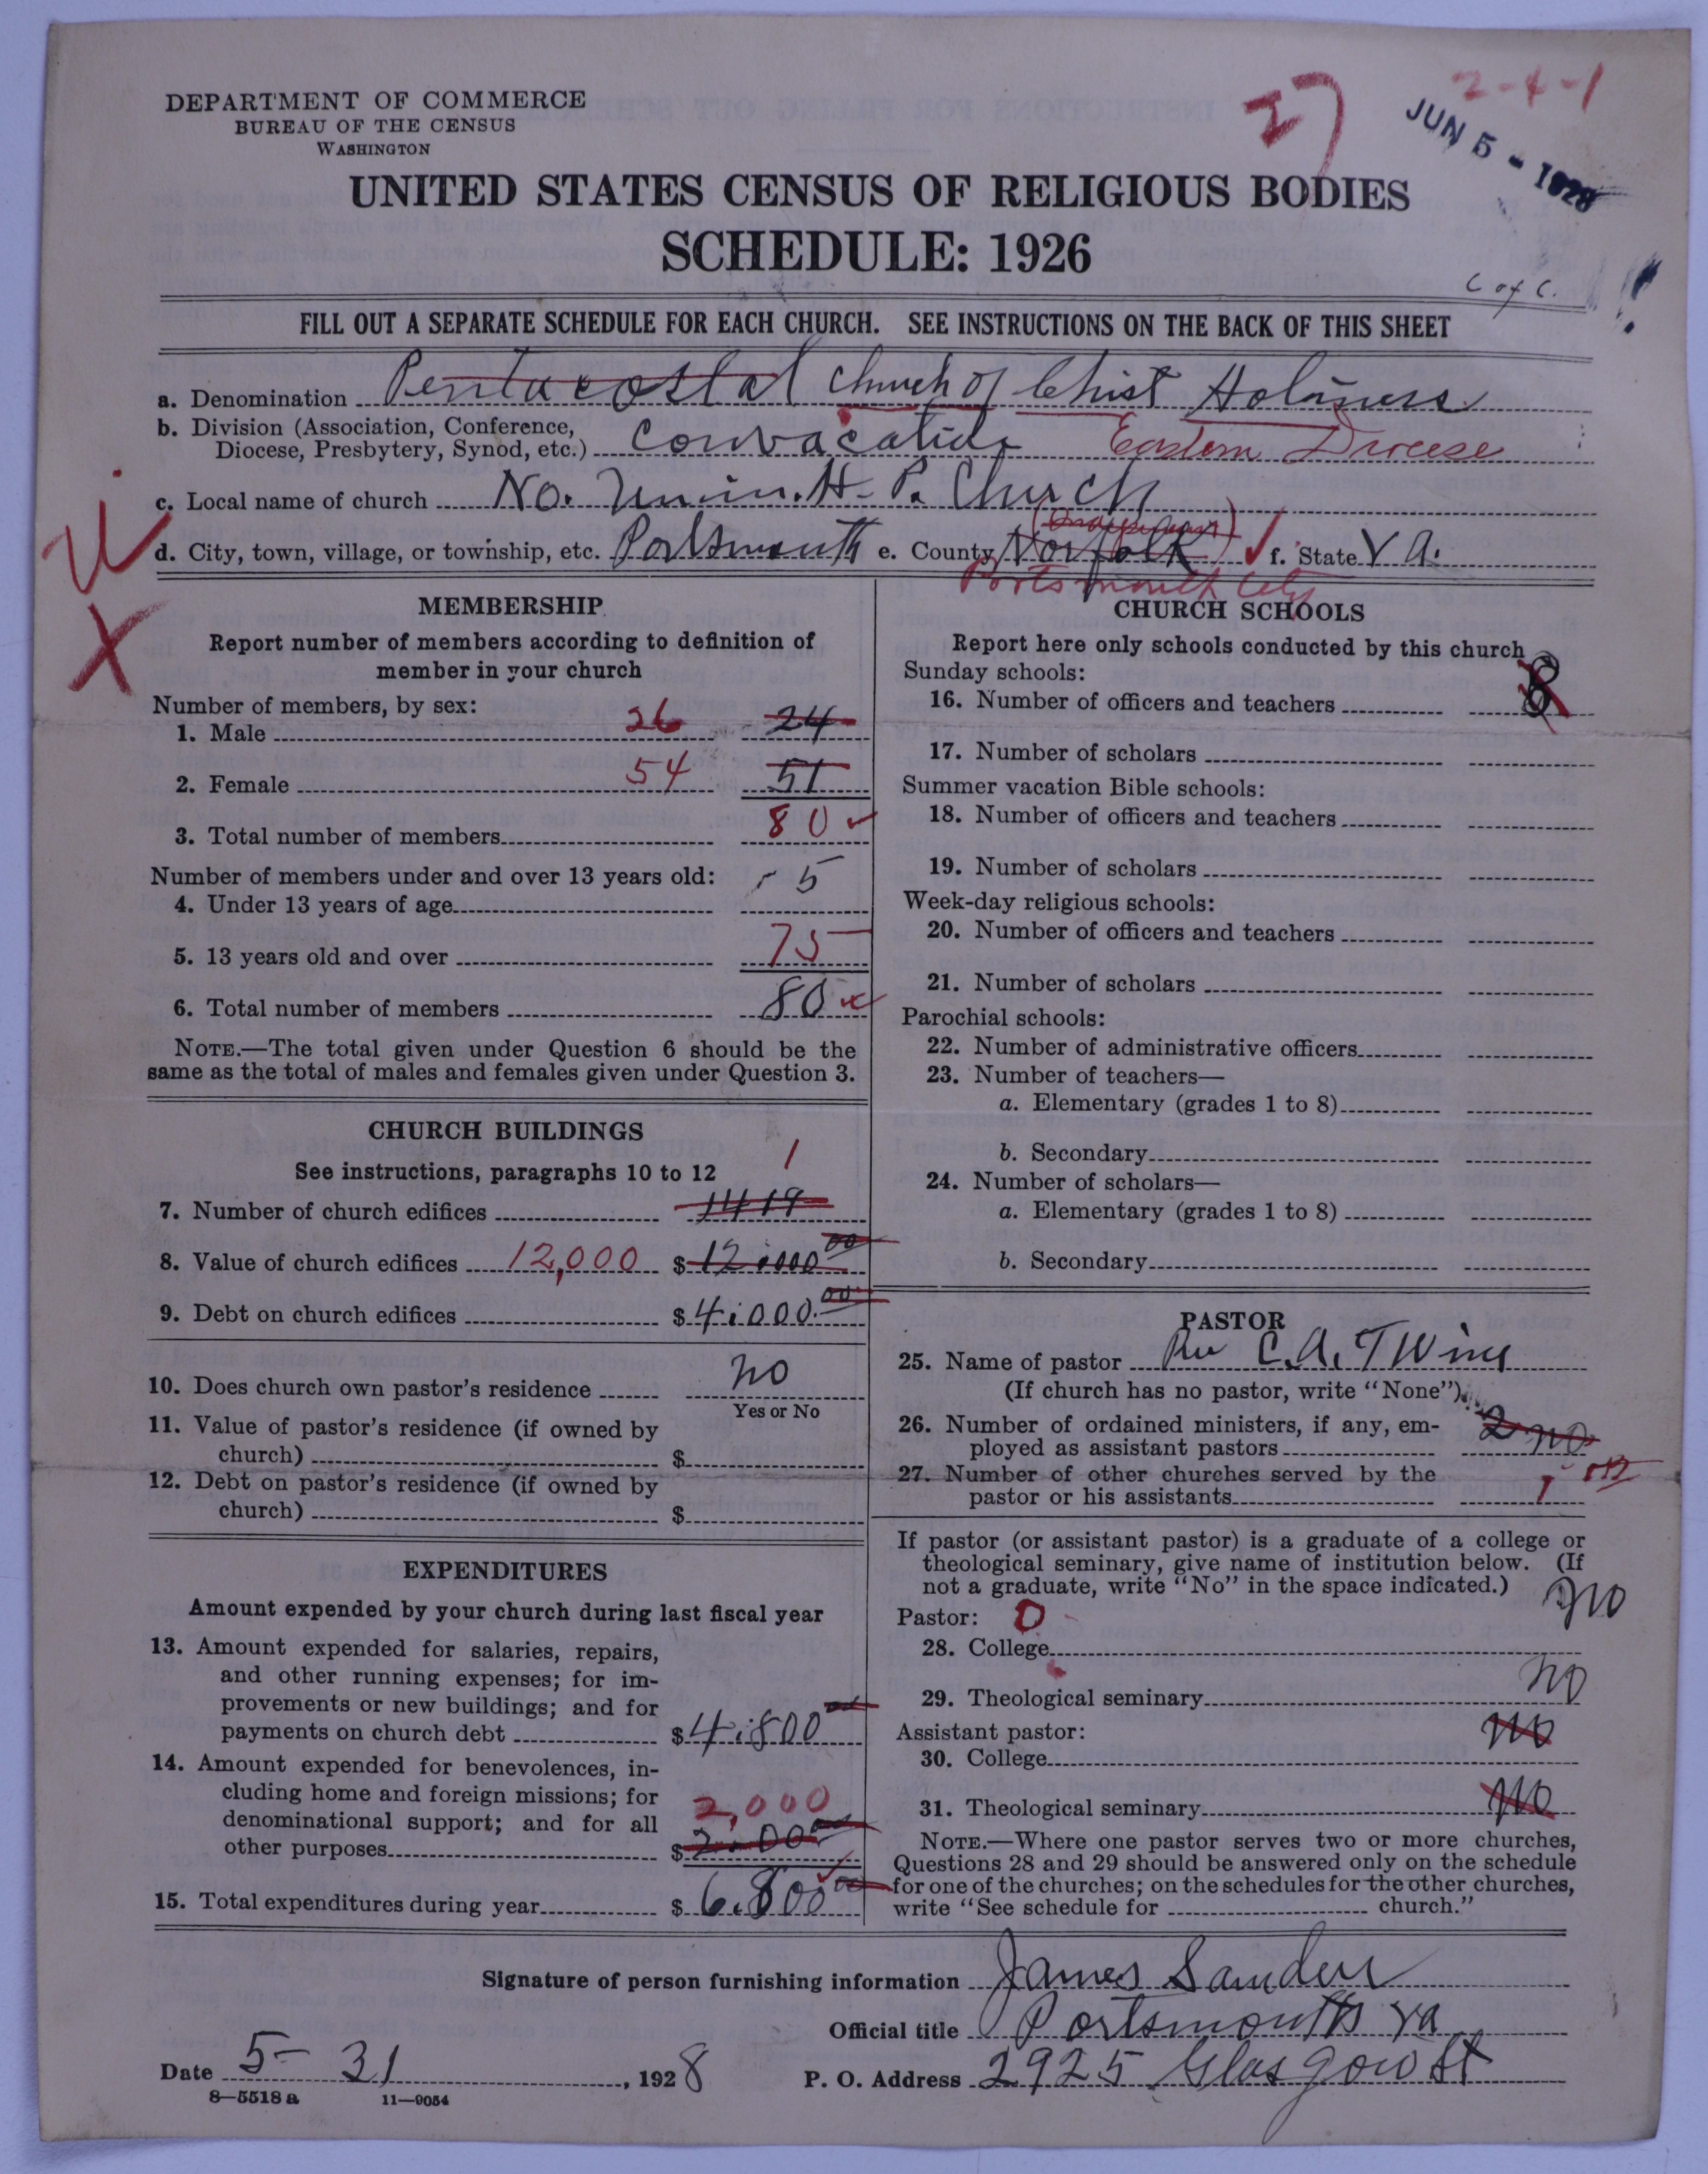 2-4-1
27
JUN 5 - 1928
DEPARTMENT OF COMMERCE
BUREAU OF THE CENSUS
WASHINGTON
UNITED STATES CENSUS OF RELIGIOUS BODIES
SCHEDULE: 1926
C of C.
FILL OUT A SEPARATE SCHEDULE FOR EACH CHURCH. SEE INSTRUCTIONS ON THE BACK OF THIS SHEET
a. Denomination Pentacostal Church of Christ Holiness
b. Division (Association, Conference,
Diocese, Presbytery, Synod, etc.) Convacatida Eastern Diocese
c. Local name of church No. H. P. Church
d. City, town, village, or township, etc. Portsmouth e. County Norfolk f. State Va.
Portsmouth City
MEMBERSHIP
Report number of members according to definition of
member in your church
Number of members, by sex:
1. Male 26 24
2. Female 54 51
3. Total number of members 80
Number of members under and over 13 years old:
4. Under 13 years of age 5
5. 13 years old and over 75
6. Total number of members 80
NOTE.—The total given under Question 6 should be the
same as the total of males and females given under Question 3.
CHURCH BUILDINGS
See instructions, paragraphs 10 to 12
1
7. Number of church edifices 1419
8. Value of church edifices 12,000 $ 12.000 00
9. Debt on church edifices $ 4.000.00
10. Does church own pastor's residence no
Yes or No
11. Value of pastor's residence (if owned by
church) $
12. Debt on pastor's residence (if owned by
church) $
EXPENDITURES
Amount expended by your church during last fiscal year
13. Amount expended for salaries, repairs,
and other running expenses; for im-
provements or new buildings; and for
payments on church debt $ 4.800 00
14. Amount expended for benevolences, in-
cluding home and foreign missions; for
denominational support; and for all 2,000
other purposes $ 2.00
15. Total expenditures during year $ 6.800 00
CHURCH SCHOOLS
Report here only schools conducted by this church
Sunday schools:
16. Number of officers and teachers 8
17. Number of scholars
Summer vacation Bible schools:
18. Number of officers and teachers
19. Number of scholars
Week-day religious schools:
20. Number of officers and teachers
21. Number of scholars
Parochial schools:
22. Number of administrative officers
23. Number of teachers—
a. Elementary (grades 1 to 8)
b. Secondary
24. Number of scholars—
a. Elementary (grades 1 to 8)
b. Secondary
PASTOR
25. Name of pastor Rev C. A. T Wine
(If church has no pastor, write "None")
26. Number of ordained ministers, if any, em-
ployed as assistant pastors 2 no
27. Number of other churches served by the
pastor or his assistants 1
If pastor (or assistant pastor) is a graduate of a college or
theological seminary, give name of institution below. (If
not a graduate, write "No" in the space indicated.)
Pastor: 0 no
28. College
29. Theological seminary no
Assistant pastor:
30. College no
31. Theological seminary no
NOTE.—Where one pastor serves two or more churches,
Questions 28 and 29 should be answered only on the schedule
for one of the churches; on the schedules for the other churches,
write "See schedule for church."
Signature of person furnishing information James Sander
Official title Portsmouth Va
Date 5-31, 1928 P. O. Address 2925 Glasgow St
8—5518 a 11—9054